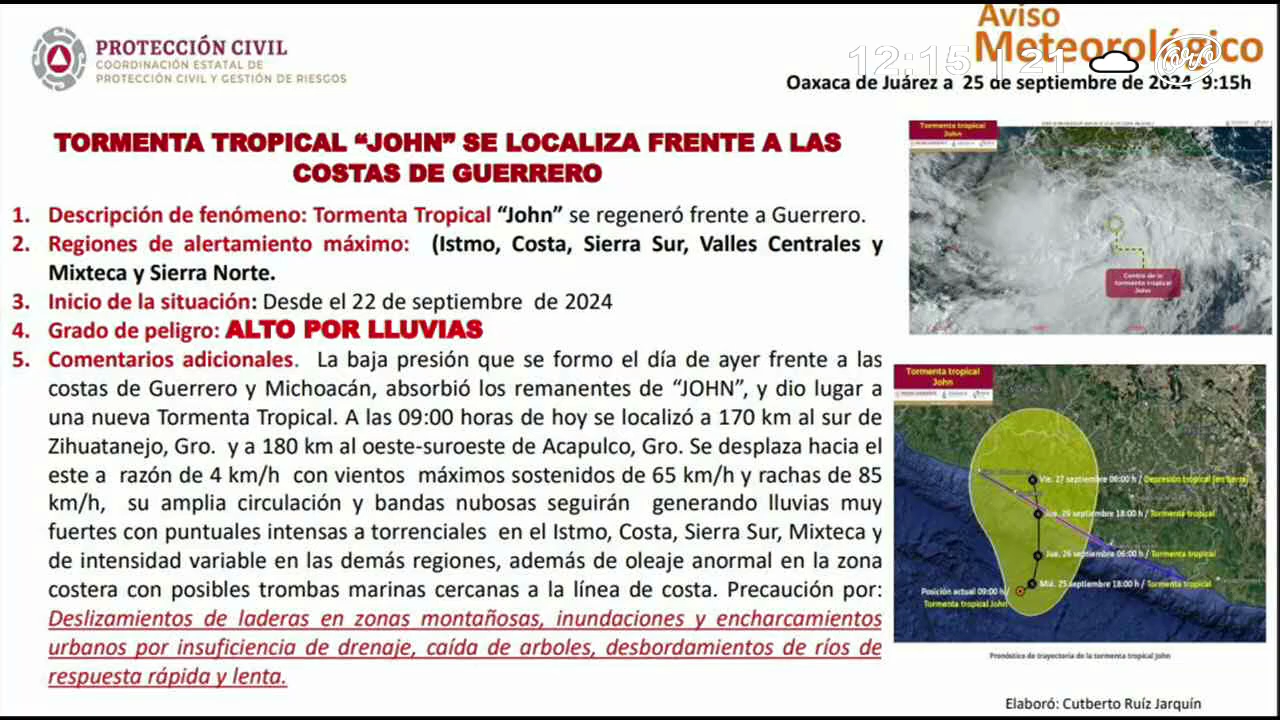 PROTECCIÓN CIVIL
COORDINACIÓN ESTATAL DE
PROTECCIÓN CIVIL Y GESTIÓN DE RIESGOS
Aviso
Meteorológico
12:15 | 21
Oaxaca de Juárez a 25 de septiembre de 2024 9:15h
TORMENTA TROPICAL “JOHN” SE LOCALIZA FRENTE A LAS
COSTAS DE GUERRERO
1. Descripción de fenómeno: Tormenta Tropical “John” se regeneró frente a Guerrero.
2. Regiones de alertamiento máximo: (Istmo, Costa, Sierra Sur, Valles Centrales y
Mixteca y Sierra Norte.
3. Inicio de la situación: Desde el 22 de septiembre de 2024
4. Grado de peligro: ALTO POR LLUVIAS
5. Comentarios adicionales. La baja presión que se formo el día de ayer frente a las
costas de Guerrero y Michoacán, absorbió los remanentes de “JOHN”, y dio lugar a
una nueva Tormenta Tropical. A las 09:00 horas de hoy se localizó a 170 km al sur de
Zihuatanejo, Gro. y a 180 km al oeste-suroeste de Acapulco, Gro. Se desplaza hacia el
este a razón de 4 km/h con vientos máximos sostenidos de 65 km/h y rachas de 85
km/h, su amplia circulación y bandas nubosas seguirán generando lluvias muy
fuertes con puntuales intensas a torrenciales en el Istmo, Costa, Sierra Sur, Mixteca y
de intensidad variable en las demás regiones, además de oleaje anormal en la zona
costera con posibles trombas marinas cercanas a la línea de costa. Precaución por:
Deslizamientos de laderas en zonas montañosas, inundaciones y encharcamientos
urbanos por insuficiencia de drenaje, caída de arboles, desbordamientos de ríos de
respuesta rápida y lenta.
Tormenta tropical
John
Centro de la
tormenta tropical
John
Tormenta tropical
John
Vie. 27 septiembre 06:00 h / Depresión tropical (en tierra)
Jue. 26 septiembre 18:00 h / Tormenta tropical
Jue. 26 septiembre 06:00 h / Tormenta tropical
Mié. 25 septiembre 18:00 h / Tormenta tropical
Posición actual 09:00 h /
Tormenta tropical John
Pronóstico de trayectoria de la tormenta tropical John
Elaboró: Cutberto Ruíz Jarquín